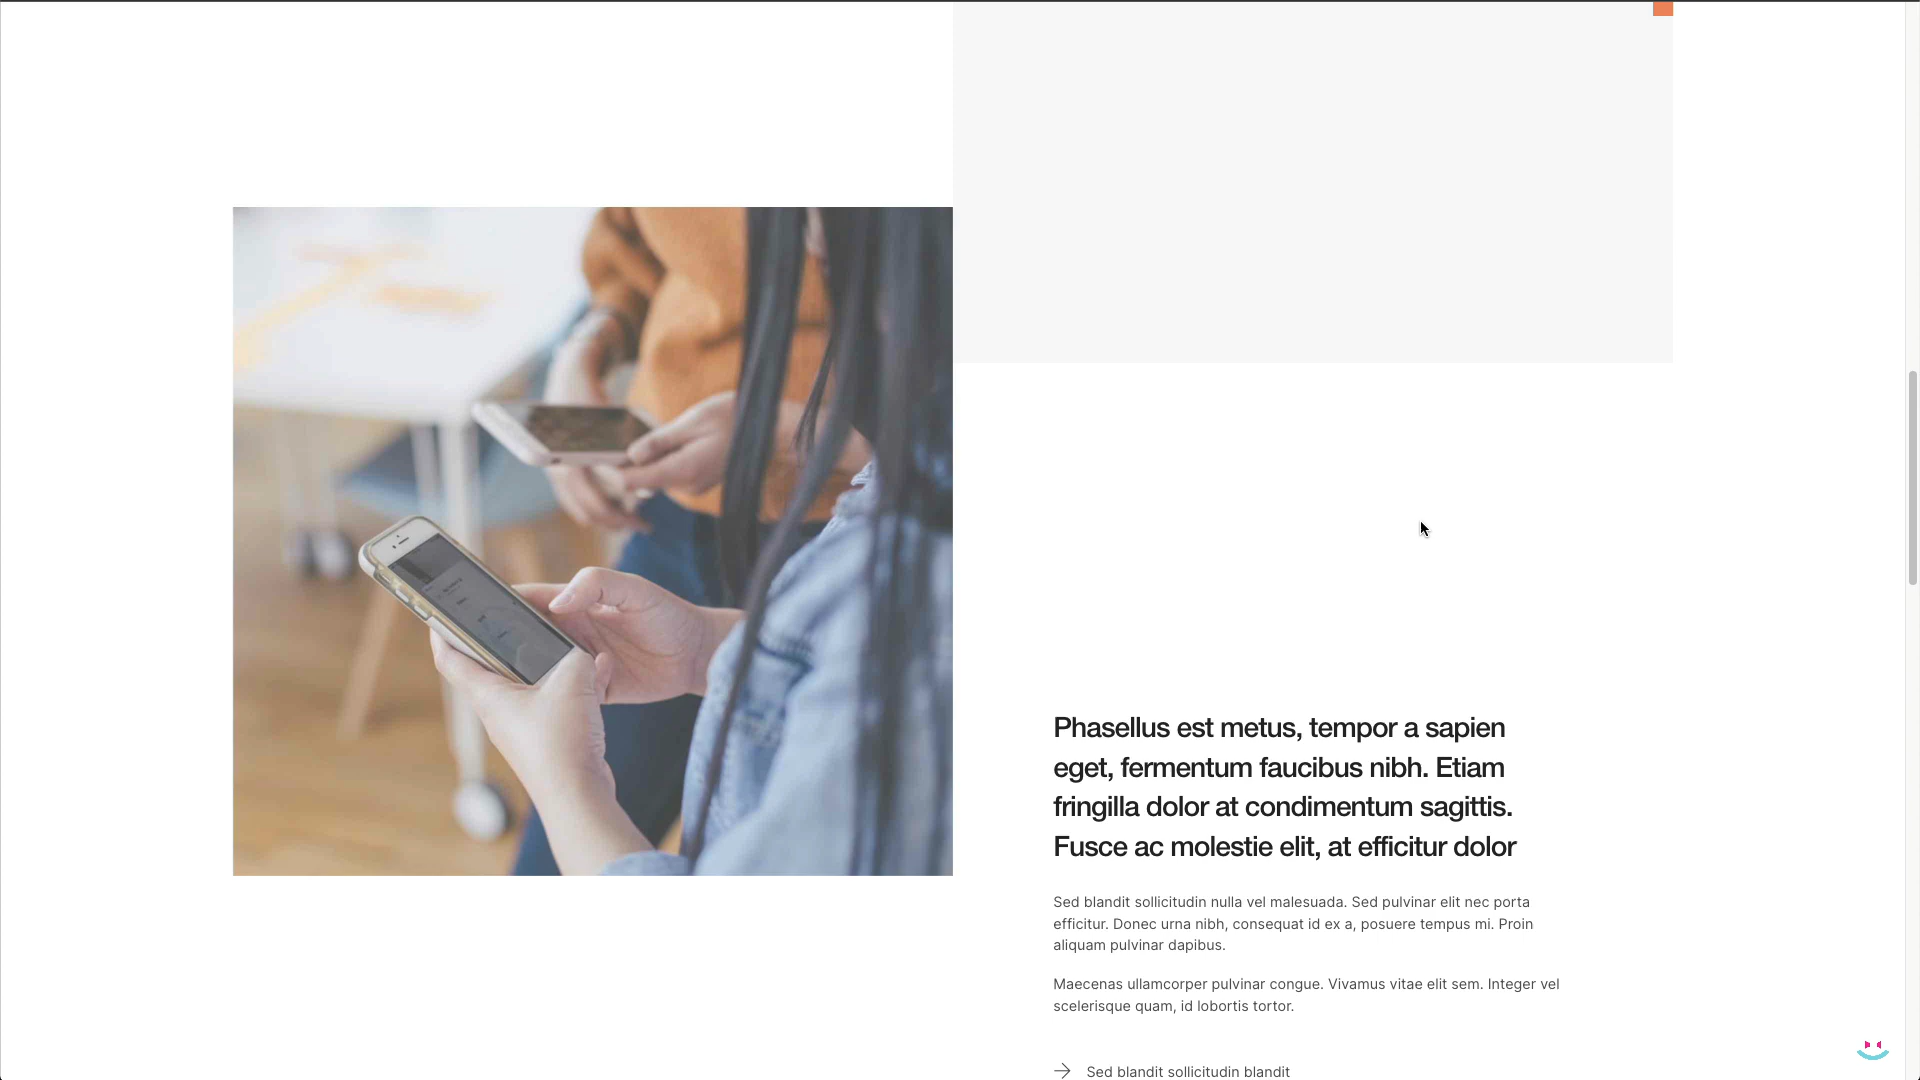 Phasellus est metus, tempor a sapien
eget, fermentum faucibus nibh. Etiam
fringilla dolor at condimentum sagittis.
Fusce ac molestie elit, at efficitur dolor
Sed blandit sollicitudin nulla vel malesuada. Sed pulvinar elit nec porta
efficitur. Donec urna nibh, consequat id ex a, posuere tempus mi. Proin
aliquam pulvinar dapibus.
Maecenas ullamcorper pulvinar congue. Vivamus vitae elit sem. Integer vel
scelerisque quam, id lobortis tortor.
Sed blandit sollicitudin blandit